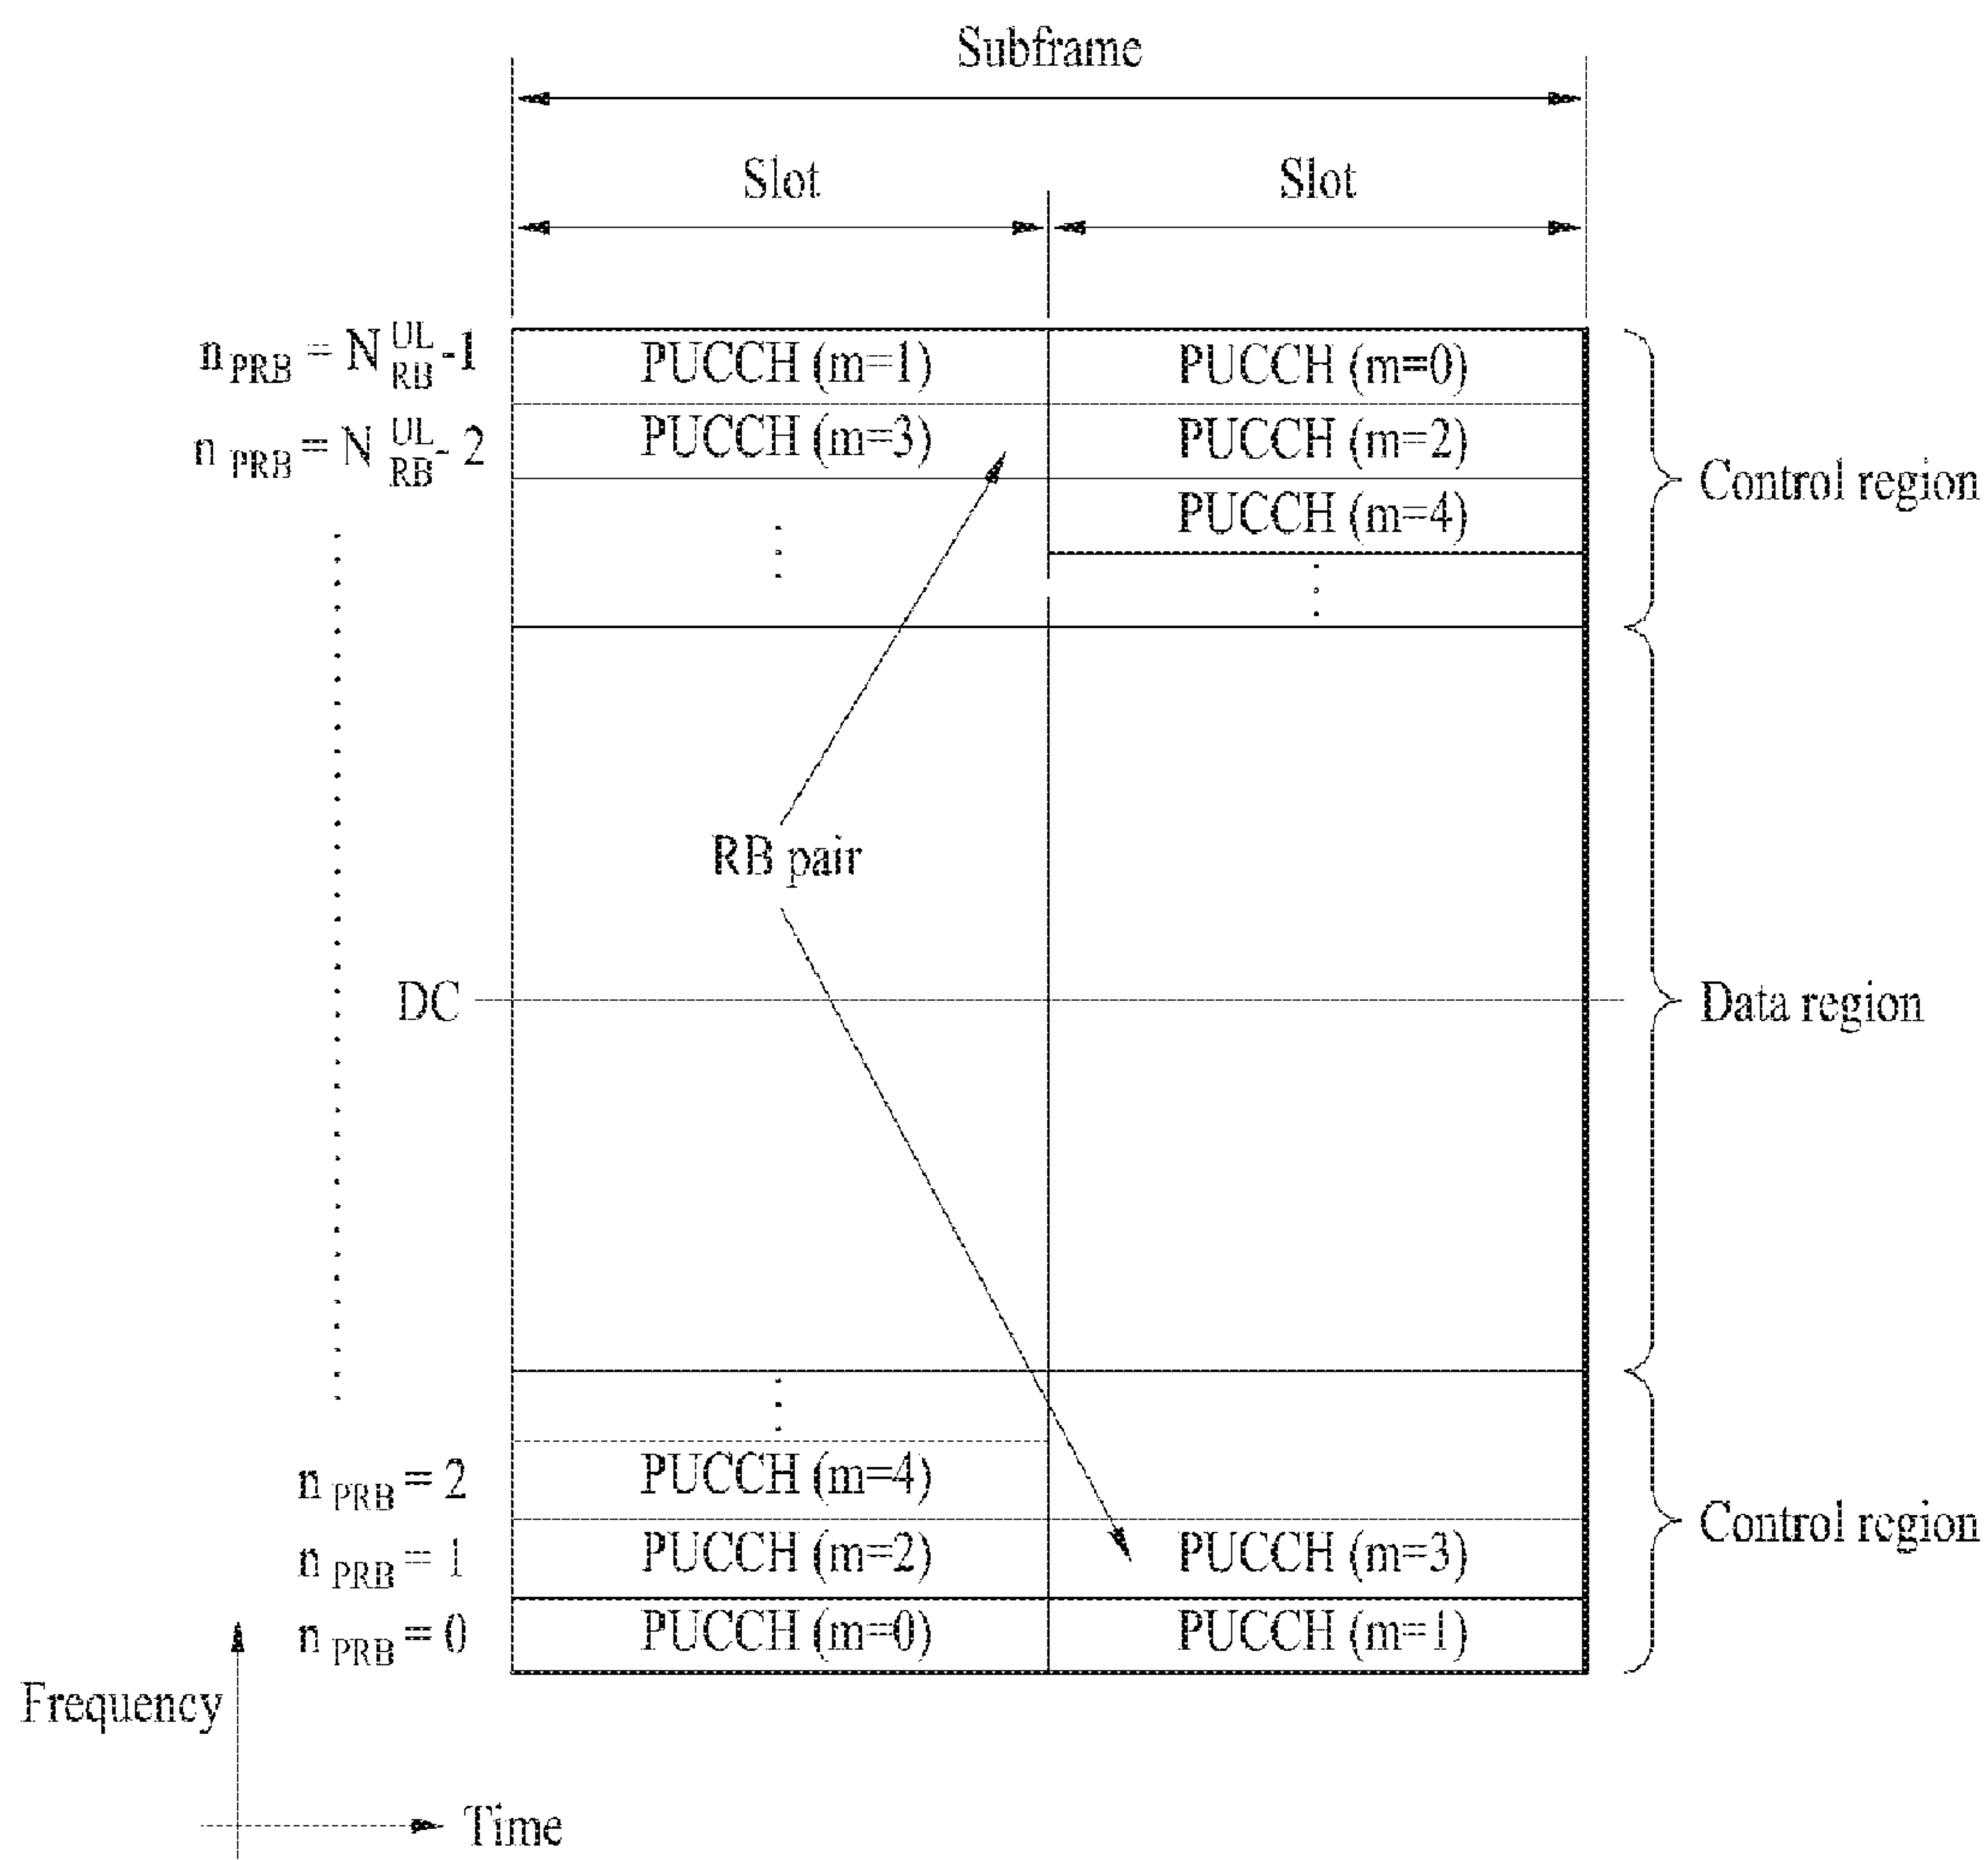 Subframe
Slot Slot
n PRB = N UL RB -1 PUCCH (m=1) PUCCH (m=0)
n PRB = N UL RB - 2 PUCCH (m=3) PUCCH (m=2)
PUCCH (m=4)
Control region
RB pair
DC
Data region
n PRB = 2 PUCCH (m=4)
Control region
n PRB = 1 PUCCH (m=2) PUCCH (m=3)
n PRB = 0 PUCCH (m=0) PUCCH (m=1)
Frequency
Time